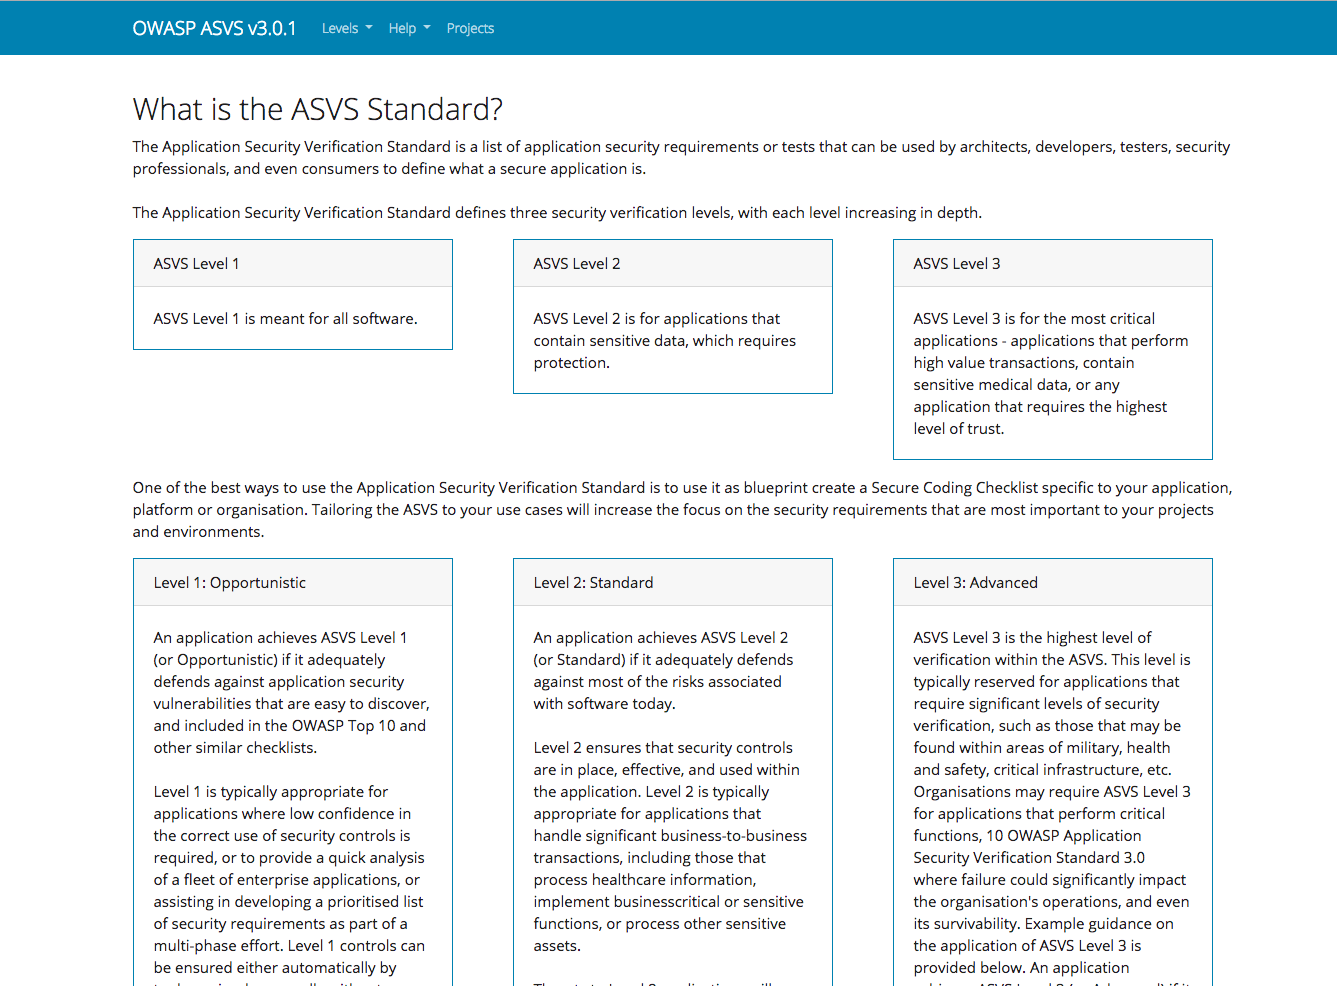 OWASP ASVS v3.0.1 Levels Help Projects
What is the ASVS Standard?
The Application Security Verification Standard is a list of application security requirements or tests that can be used by architects, developers, testers, security
professionals, and even consumers to define what a secure application is.
The Application Security Verification Standard defines three security verification levels, with each level increasing in depth.
ASVS Level 1
ASVS Level 1 is meant for all software.
ASVS Level 2
ASVS Level 2 is for applications that
contain sensitive data, which requires
protection.
ASVS Level 3
ASVS Level 3 is for the most critical
applications - applications that perform
high value transactions, contain
sensitive medical data, or any
application that requires the highest
level of trust.
One of the best ways to use the Application Security Verification Standard is to use it as blueprint create a Secure Coding Checklist specific to your application,
platform or organisation. Tailoring the ASVS to your use cases will increase the focus on the security requirements that are most important to your projects
and environments.
Level 1: Opportunistic
An application achieves ASVS Level 1
(or Opportunistic) if it adequately
defends against application security
vulnerabilities that are easy to discover,
and included in the OWASP Top 10 and
other similar checklists.
Level 1 is typically appropriate for
applications where low confidence in
the correct use of security controls is
required, or to provide a quick analysis
of a fleet of enterprise applications, or
assisting in developing a prioritised list
of security requirements as part of a
multi-phase effort. Level 1 controls can
be ensured either automatically by
Level 2: Standard
An application achieves ASVS Level 2
(or Standard) if it adequately defends
against most of the risks associated
with software today.
Level 2 ensures that security controls
are in place, effective, and used within
the application. Level 2 is typically
appropriate for applications that
handle significant business-to-business
transactions, including those that
process healthcare information,
implement businesscritical or sensitive
functions, or process other sensitive
assets.
Level 3: Advanced
ASVS Level 3 is the highest level of
verification within the ASVS. This level is
typically reserved for applications that
require significant levels of security
verification, such as those that may be
found within areas of military, health
and safety, critical infrastructure, etc.
Organisations may require ASVS Level 3
for applications that perform critical
functions, 10 OWASP Application
Security Verification Standard 3.0
where failure could significantly impact
the organisation's operations, and even
its survivability. Example guidance on
the application of ASVS Level 3 is
provided below. An application